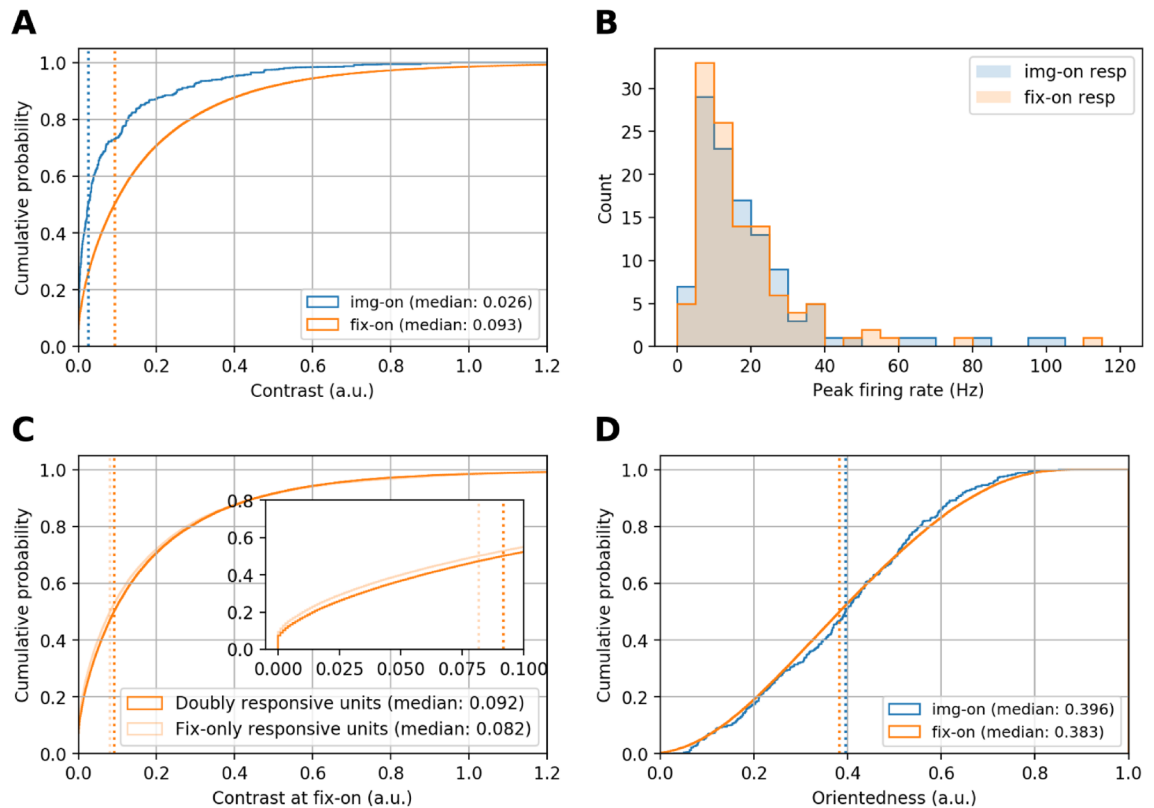 A
1.0
0.8
0.6
0.4
0.2
0.0
Cumulative probability
img-on (median: 0.026)
fix-on (median: 0.093)
0.0 0.2 0.4 0.6 0.8 1.0 1.2
Contrast (a.u.)
B
30
25
20
15
10
5
0
Count
img-on resp
fix-on resp
0 20 40 60 80 100 120
Peak firing rate (Hz)
C
1.0
0.8
0.6
0.4
0.2
0.0
Cumulative probability
0.8
0.6
0.4
0.2
0.0
0.000 0.025 0.050 0.075 0.100
Doubly responsive units (median: 0.092)
Fix-only responsive units (median: 0.082)
0.0 0.2 0.4 0.6 0.8 1.0 1.2
Contrast at fix-on (a.u.)
D
1.0
0.8
0.6
0.4
0.2
0.0
Cumulative probability
img-on (median: 0.396)
fix-on (median: 0.383)
0.0 0.2 0.4 0.6 0.8 1.0
Orientedness (a.u.)